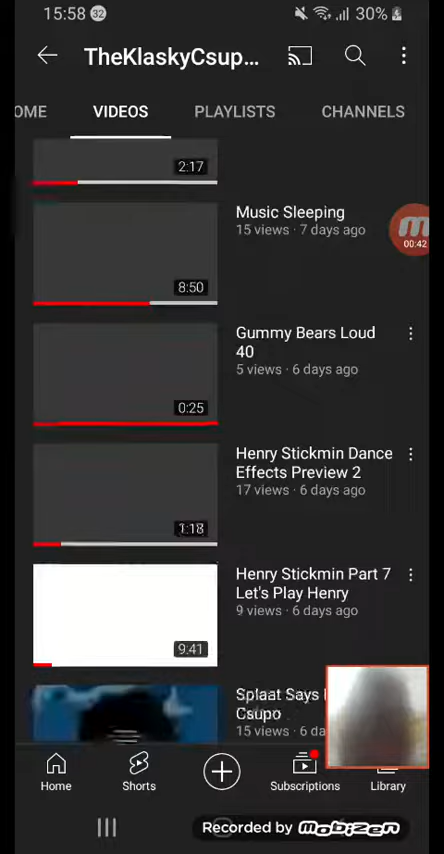 15:58 32 30%
TheKlaskyCsup...
OME VIDEOS PLAYLISTS CHANNELS
2:17
Music Sleeping
15 views · 7 days ago
8:50
00:42
Gummy Bears Loud
40
5 views · 6 days ago
0:25
Henry Stickmin Dance
Effects Preview 2
17 views · 6 days ago
1:18
Henry Stickmin Part 7
Let's Play Henry
9 views · 6 days ago
9:41
Splaat Says
Csupo
15 views · 6 da
Home Shorts Subscriptions Library
Recorded by Mobizen